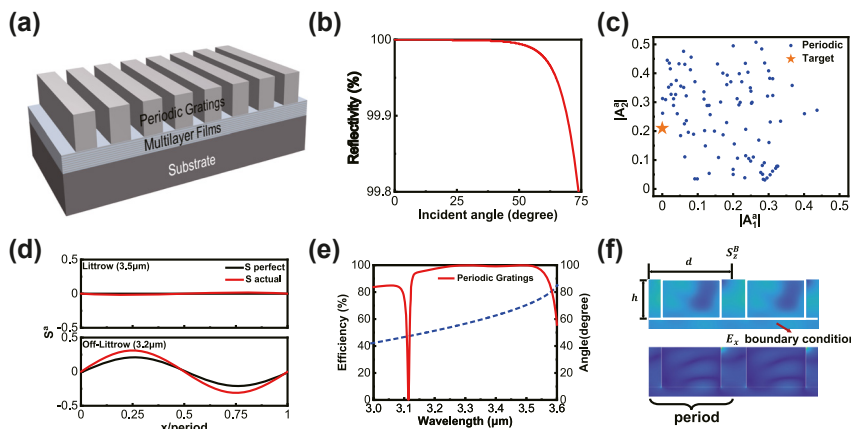 (a)
Periodic Gratings
Multilayer Films
Substrate
(b)
100
99.9
99.8
Reflectivity (%)
0 25 50 75
Incident angle (degree)
(c)
0.5
0.4
0.3
0.2
0.1
0
|A₂ᵃ|
Periodic
Target
0 0.1 0.2 0.3 0.4 0.5
|A₁ᵃ|
(d)
0.5
0
-0.5
0.5
0
-0.5
Sᵃ
Littrow (3.5μm)
S perfect
S actual
Off-Littrow (3.2μm)
0 0.25 0.5 0.75 1
x/period
(e)
100
80
60
40
20
0
Efficiency (%)
Periodic Gratings
100
80
60
40
20
0
Angle(degree)
3.0 3.1 3.2 3.3 3.4 3.5 3.6
Wavelength (μm)
(f)
S_z^B
d
h
Eₓ boundary condition
period